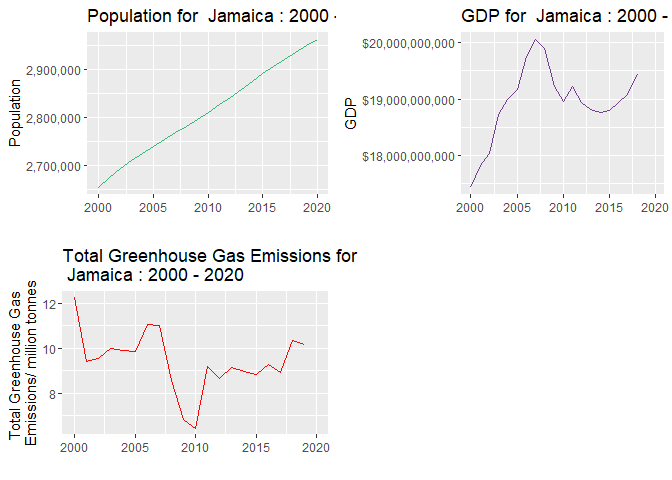 Population for  Jamaica : 2000 -
Population
2,900,000
2,800,000
2,700,000
2000 2005 2010 2015 2020
GDP for  Jamaica : 2000 -
GDP
$20,000,000,000
$19,000,000,000
$18,000,000,000
2000 2005 2010 2015 2020
Total Greenhouse Gas Emissions for
Jamaica : 2000 - 2020
Total Greenhouse Gas
Emissions/ million tonnes
12
10
8
2000 2005 2010 2015 2020